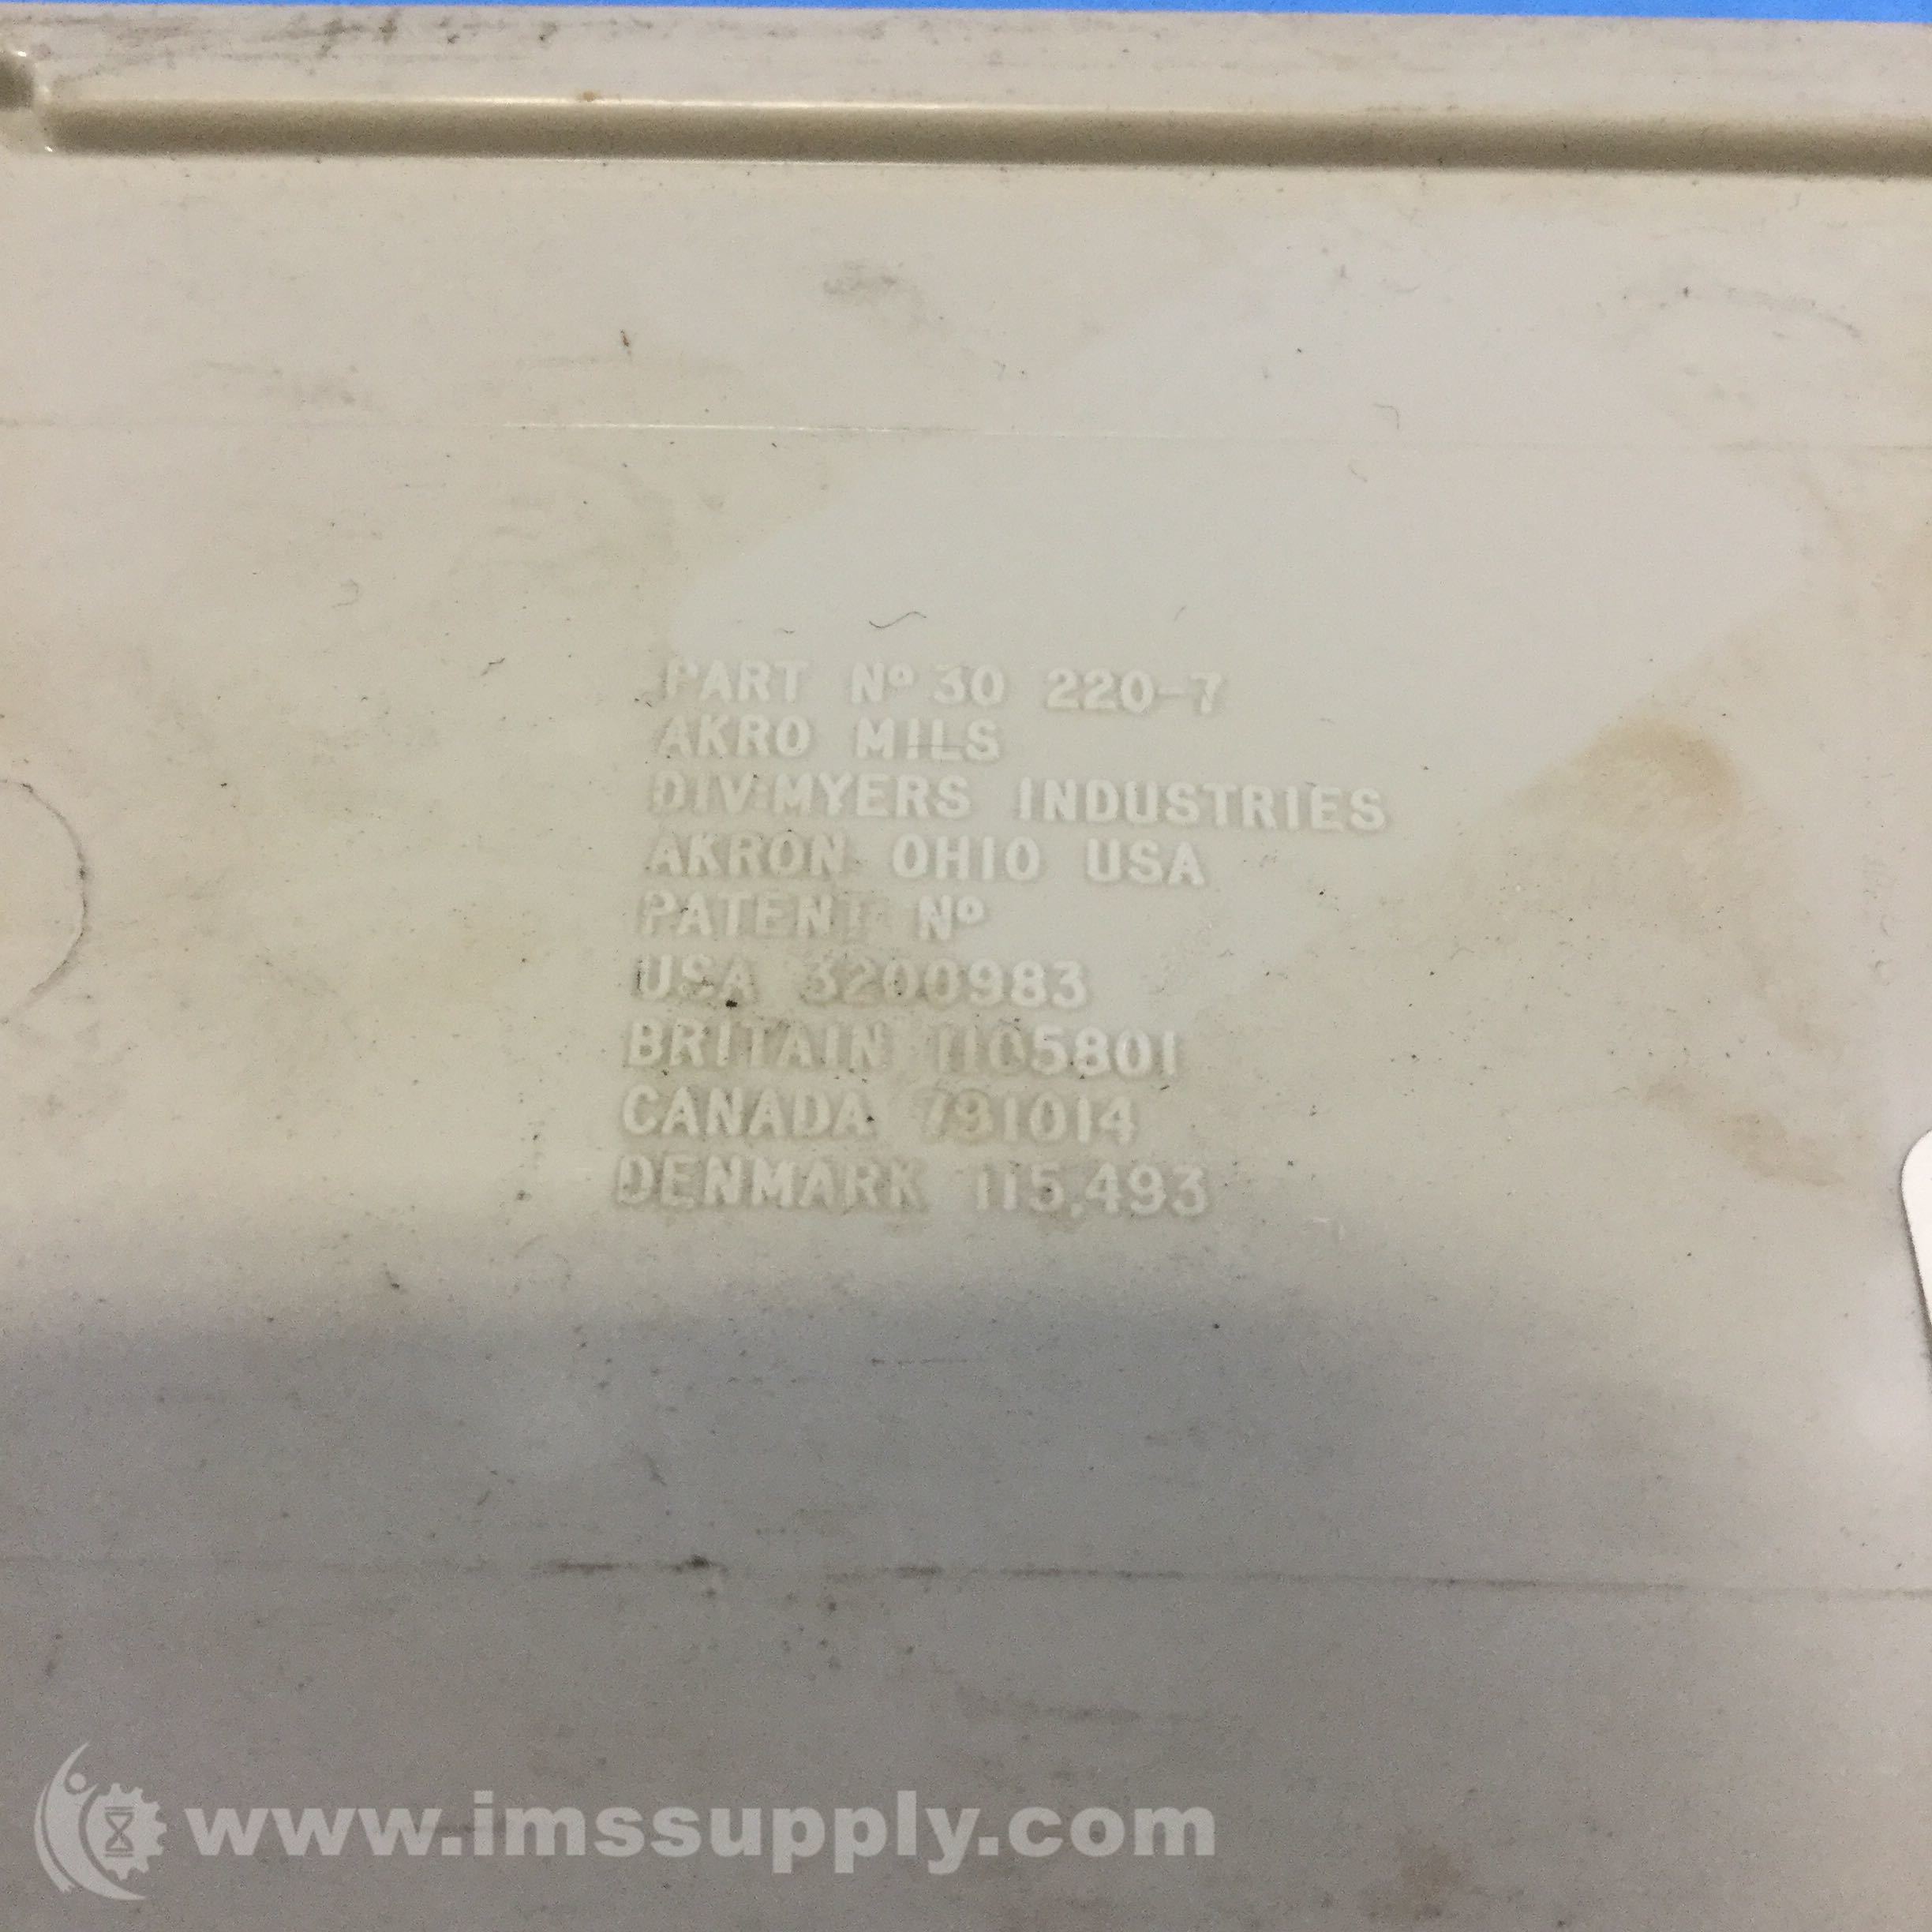 PART Nº 30 220-7
AKRO MILS
DIV.MYERS INDUSTRIES
AKRON OHIO USA
PATENT Nº
USA 3200983
BRITAIN 1105801
CANADA 791014
DENMARK 115,493
www.imssupply.com